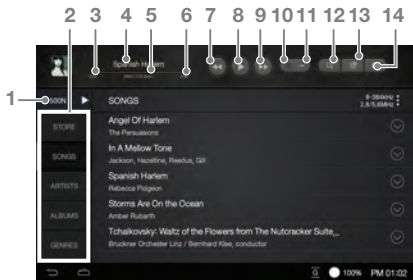 2
3
4
5
6
7
8
9
10
11
12
13
14
Spanish Harlem
1
SONGS
8-384kHz
2.8/5.6MHz
STORE
SONGS
ARTISTS
ALBUMS
GENRES
Angel Of Harlem
The Persuasions
In A Mellow Tone
Jackson, Hazeltine, Reedus, Gill
Spanish Harlem
Rebecca Pidgeon
Storms Are On the Ocean
Amber Rubarth
Tchaikovsky: Waltz of the Flowers from The Nutcracker Suite,...
Bruckner Orchester Linz / Bernhard Klee, conductor
100%
PM 01:02